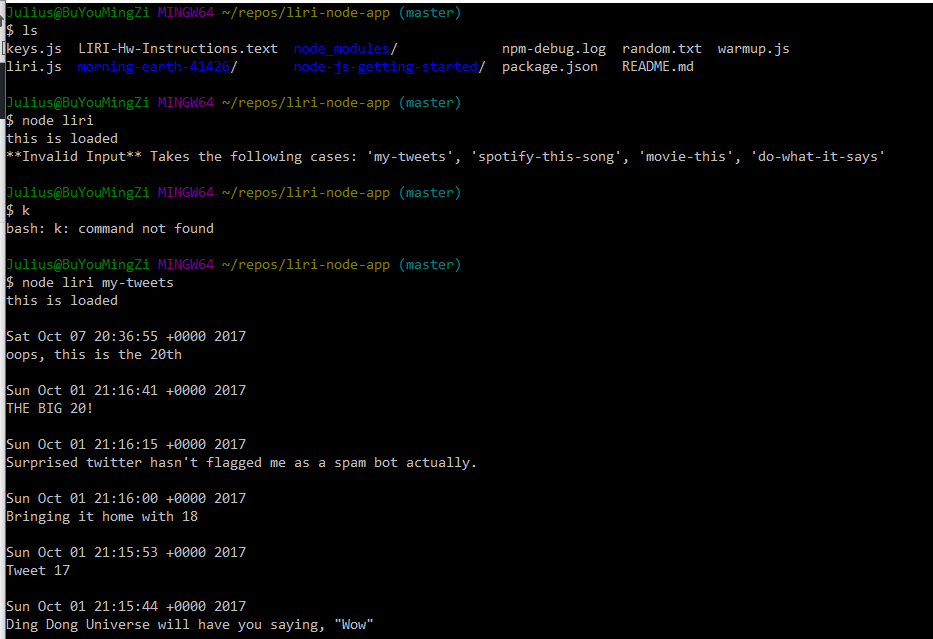 Julius@BuYouMingZi MINGW64 ~/repos/liri-node-app (master)
$ ls
keys.js  LIRI-Hw-Instructions.text  node_modules/             npm-debug.log  random.txt  warmup.js
liri.js  morning-earth-41426/       node-js-getting-started/  package.json   README.md

Julius@BuYouMingZi MINGW64 ~/repos/liri-node-app (master)
$ node liri
this is loaded
**Invalid Input** Takes the following cases: 'my-tweets', 'spotify-this-song', 'movie-this', 'do-what-it-says'

Julius@BuYouMingZi MINGW64 ~/repos/liri-node-app (master)
$ k
bash: k: command not found

Julius@BuYouMingZi MINGW64 ~/repos/liri-node-app (master)
$ node liri my-tweets
this is loaded

Sat Oct 07 20:36:55 +0000 2017
oops, this is the 20th

Sun Oct 01 21:16:41 +0000 2017
THE BIG 20!

Sun Oct 01 21:16:15 +0000 2017
Surprised twitter hasn't flagged me as a spam bot actually.

Sun Oct 01 21:16:00 +0000 2017
Bringing it home with 18

Sun Oct 01 21:15:53 +0000 2017
Tweet 17

Sun Oct 01 21:15:44 +0000 2017
Ding Dong Universe will have you saying, "Wow"